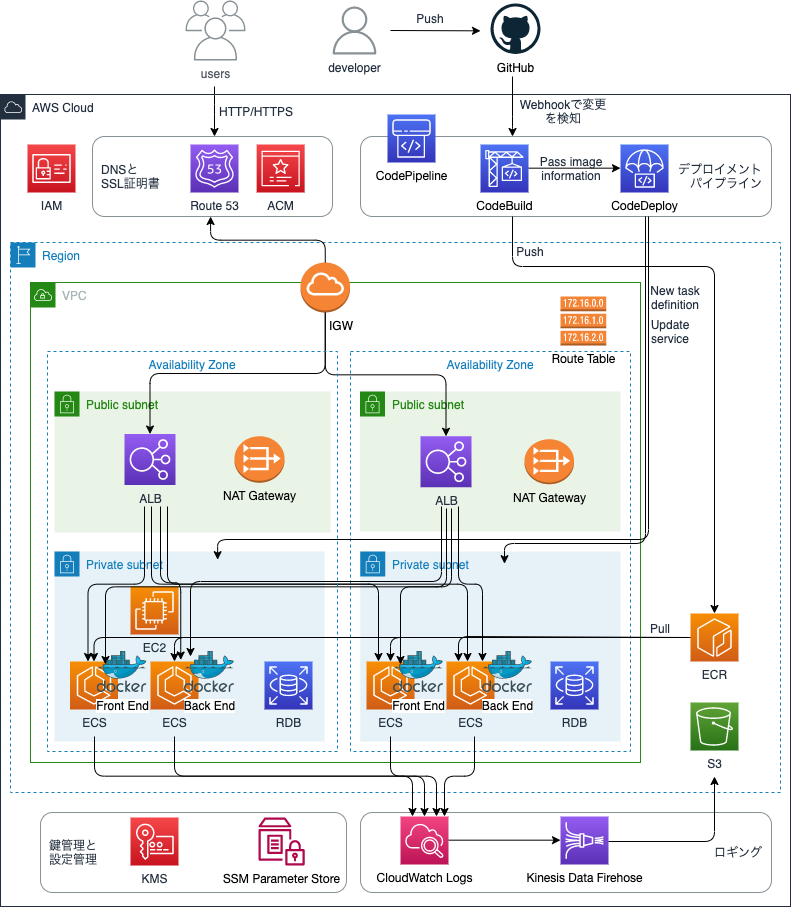 users
developer
Push
GitHub
AWS Cloud
HTTP/HTTPS
Webhookで変更
を検知
IAM
DNSと
SSL証明書
53
Route 53
ACM
CodePipeline
CodeBuild
Pass image
information
CodeDeploy
デプロイメント
パイプライン
Region
Push
VPC
IGW
172.16.0.0
172.16.1.0
172.16.2.0
Route Table
New task
definition
Update
service
Availability Zone
Availability Zone
Public subnet
Public subnet
ALB
NAT Gateway
ALB
NAT Gateway
Private subnet
Private subnet
EC2
docker
Front End
ECS
docker
Back End
ECS
RDB
docker
Front End
ECS
docker
Back End
ECS
RDB
Pull
ECR
S3
鍵管理と
設定管理
KMS
SSM Parameter Store
CloudWatch Logs
Kinesis Data Firehose
ロギング